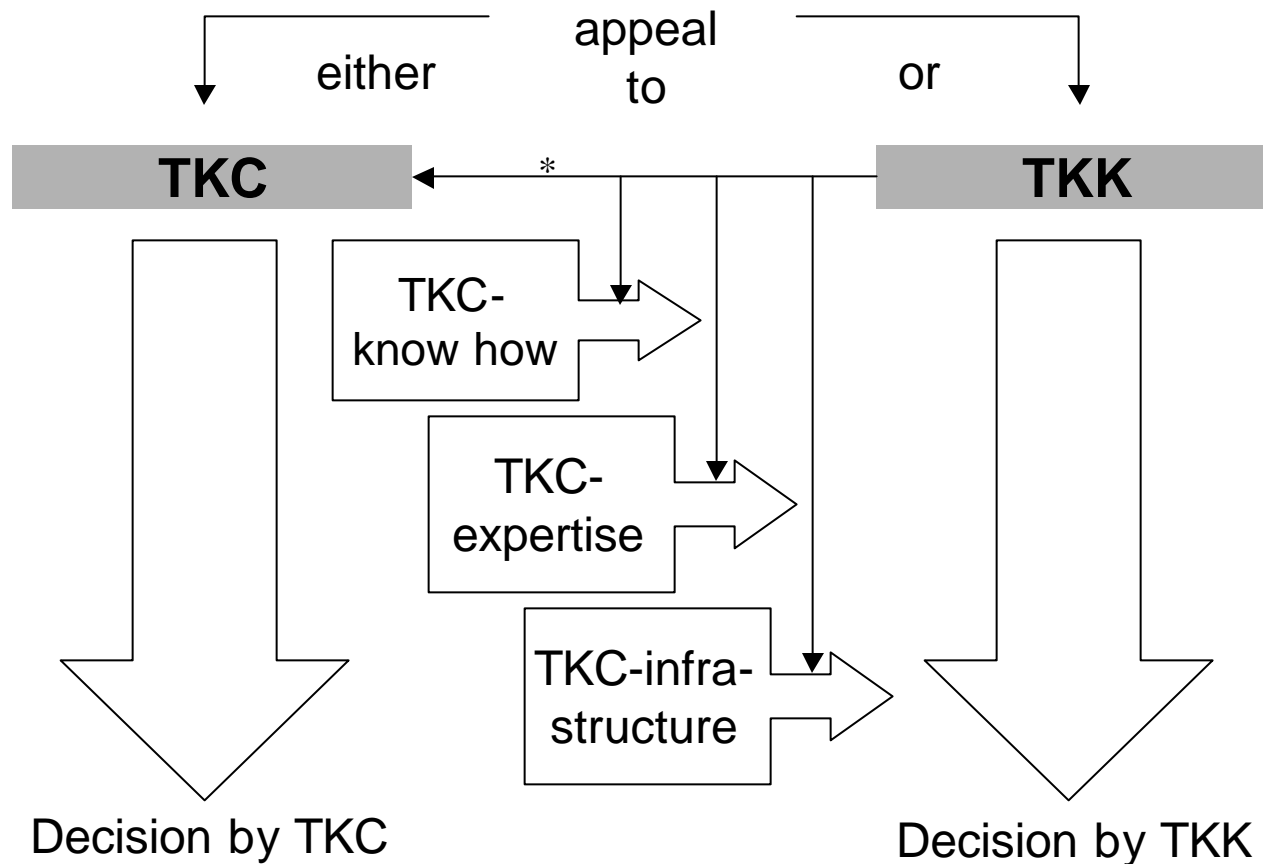 appeal
either to or
TKC * TKK
TKC-
know how
TKC-
expertise
TKC-infra-
structure
Decision by TKC
Decision by TKK